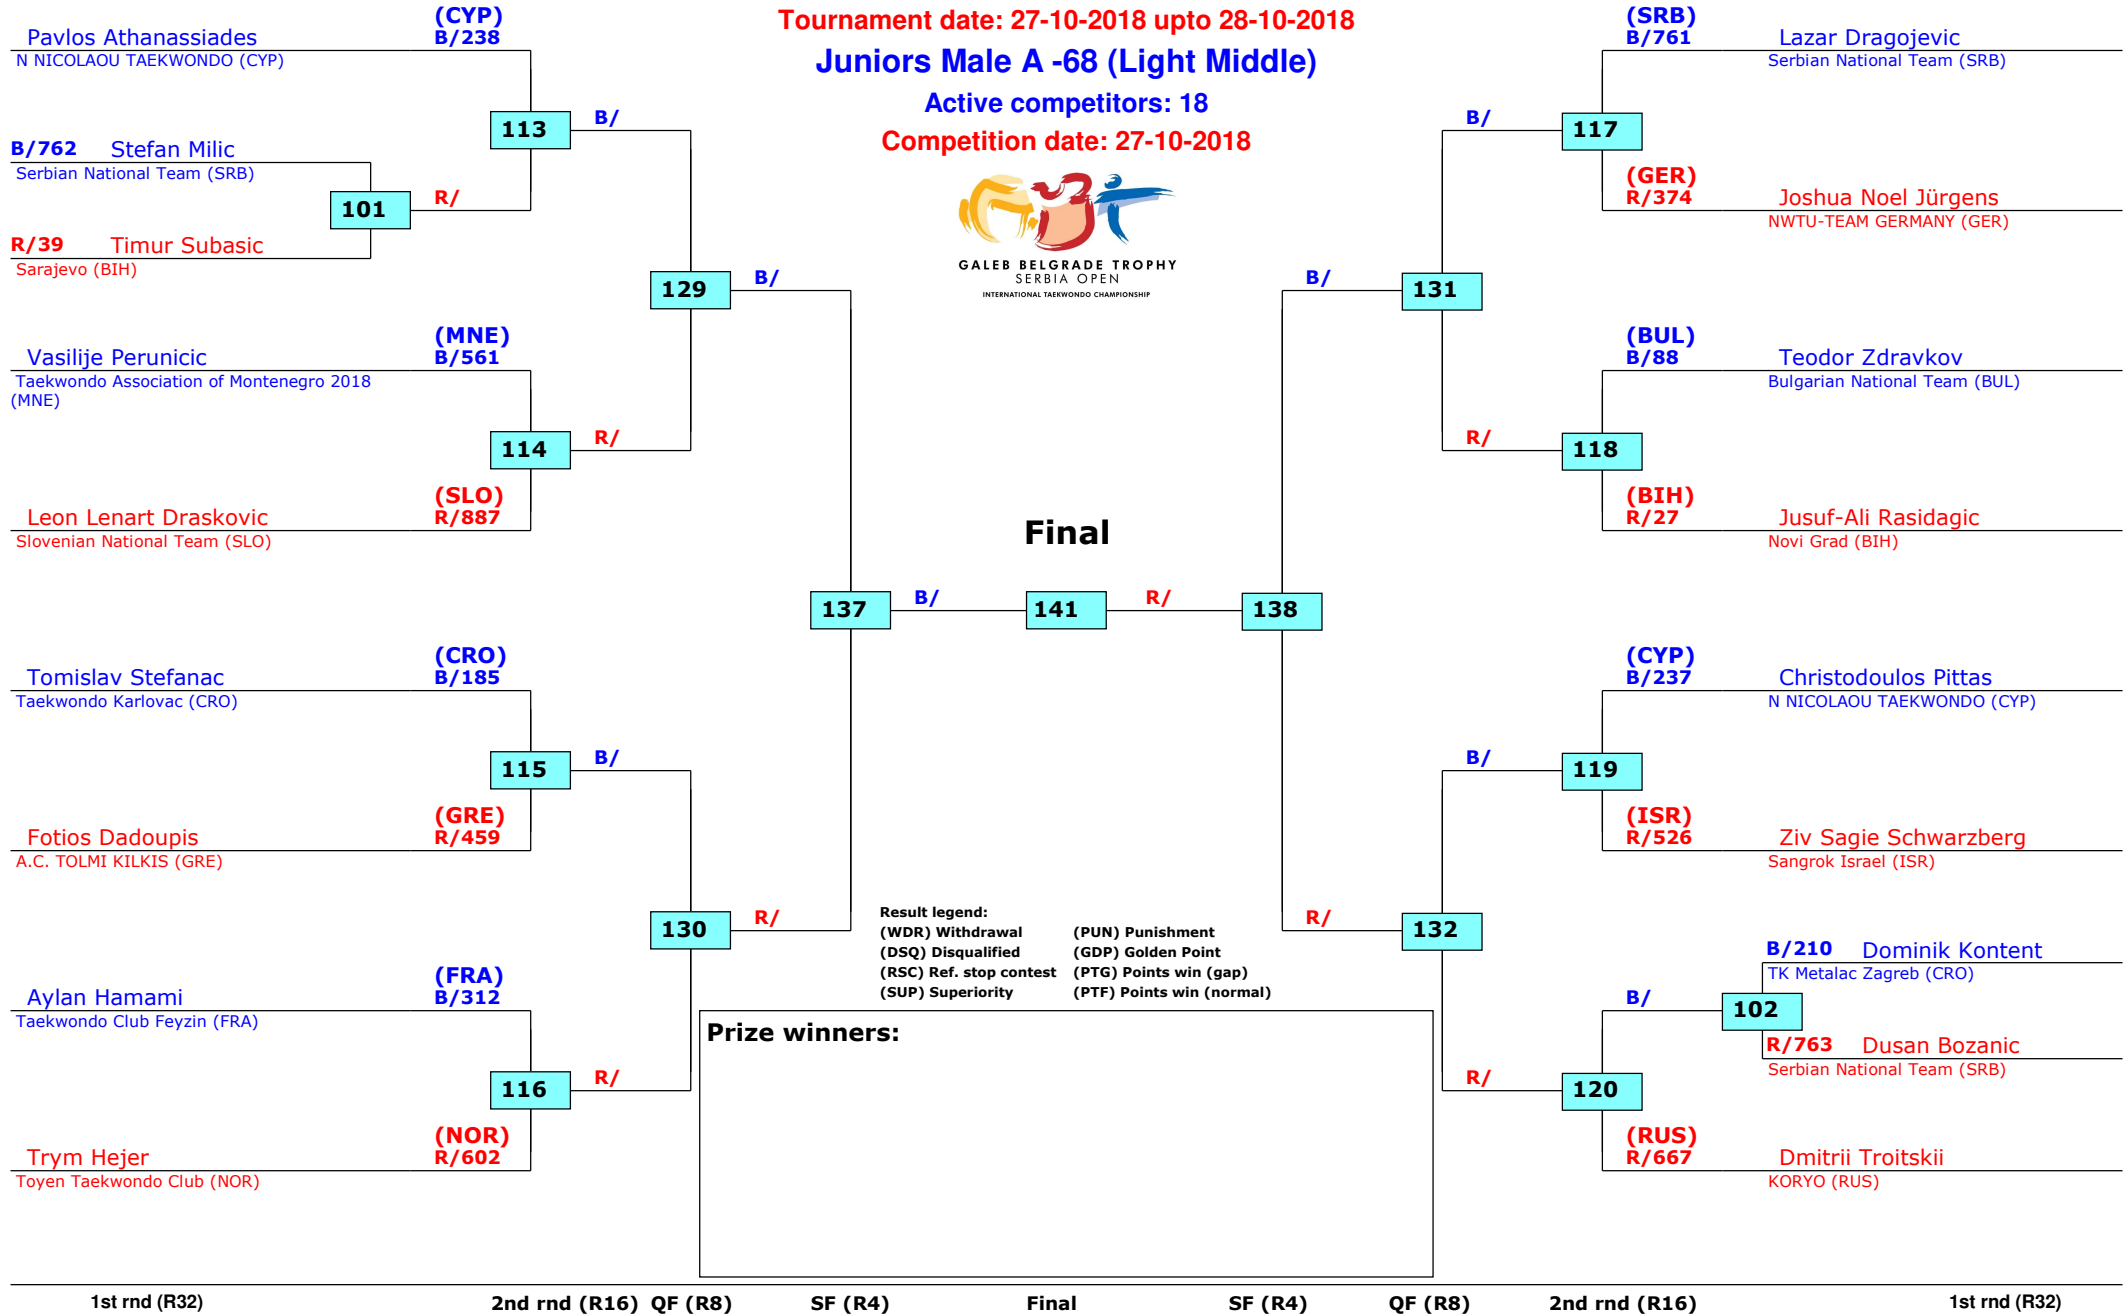 Tournament date: 27-10-2018 upto 28-10-2018
Juniors Male A -68 (Light Middle)
Active competitors: 18
Competition date: 27-10-2018
GALEB BELGRADE TROPHY
SERBIA OPEN
INTERNATIONAL TAEKWONDO CHAMPIONSHIP
(CYP)
Pavlos Athanassiades B/238
N NICOLAOU TAEKWONDO (CYP)
113 B/
B/762 Stefan Milic
Serbian National Team (SRB)
101 R/
R/39 Timur Subasic
Sarajevo (BIH)
129 B/
(MNE)
Vasilije Perunicic B/561
Taekwondo Association of Montenegro 2018
(MNE)
114 R/
(SLO)
Leon Lenart Draskovic R/887
Slovenian National Team (SLO)
137 B/
(CRO)
Tomislav Stefanac B/185
Taekwondo Karlovac (CRO)
115 B/
(GRE)
Fotios Dadoupis R/459
A.C. TOLMI KILKIS (GRE)
130 R/
(FRA)
Aylan Hamami B/312
Taekwondo Club Feyzin (FRA)
116 R/
(NOR)
Trym Hejer R/602
Toyen Taekwondo Club (NOR)
Final
141
(SRB)
B/761 Lazar Dragojevic
Serbian National Team (SRB)
B/ 117
(GER)
R/374 Joshua Noel Jürgens
NWTU-TEAM GERMANY (GER)
B/ 131
(BUL)
B/88 Teodor Zdravkov
Bulgarian National Team (BUL)
R/ 118
(BIH)
R/27 Jusuf-Ali Rasidagic
Novi Grad (BIH)
R/ 138
(CYP)
B/237 Christodoulos Pittas
N NICOLAOU TAEKWONDO (CYP)
B/ 119
(ISR)
R/526 Ziv Sagie Schwarzberg
Sangrok Israel (ISR)
R/ 132
B/210 Dominik Kontent
TK Metalac Zagreb (CRO)
B/ 102
R/763 Dusan Bozanic
Serbian National Team (SRB)
R/ 120
(RUS)
R/667 Dmitrii Troitskii
KORYO (RUS)
Result legend:
(WDR) Withdrawal (PUN) Punishment
(DSQ) Disqualified (GDP) Golden Point
(RSC) Ref. stop contest (PTG) Points win (gap)
(SUP) Superiority (PTF) Points win (normal)
Prize winners:
1st rnd (R32) 2nd rnd (R16) QF (R8) SF (R4) Final SF (R4) QF (R8) 2nd rnd (R16) 1st rnd (R32)